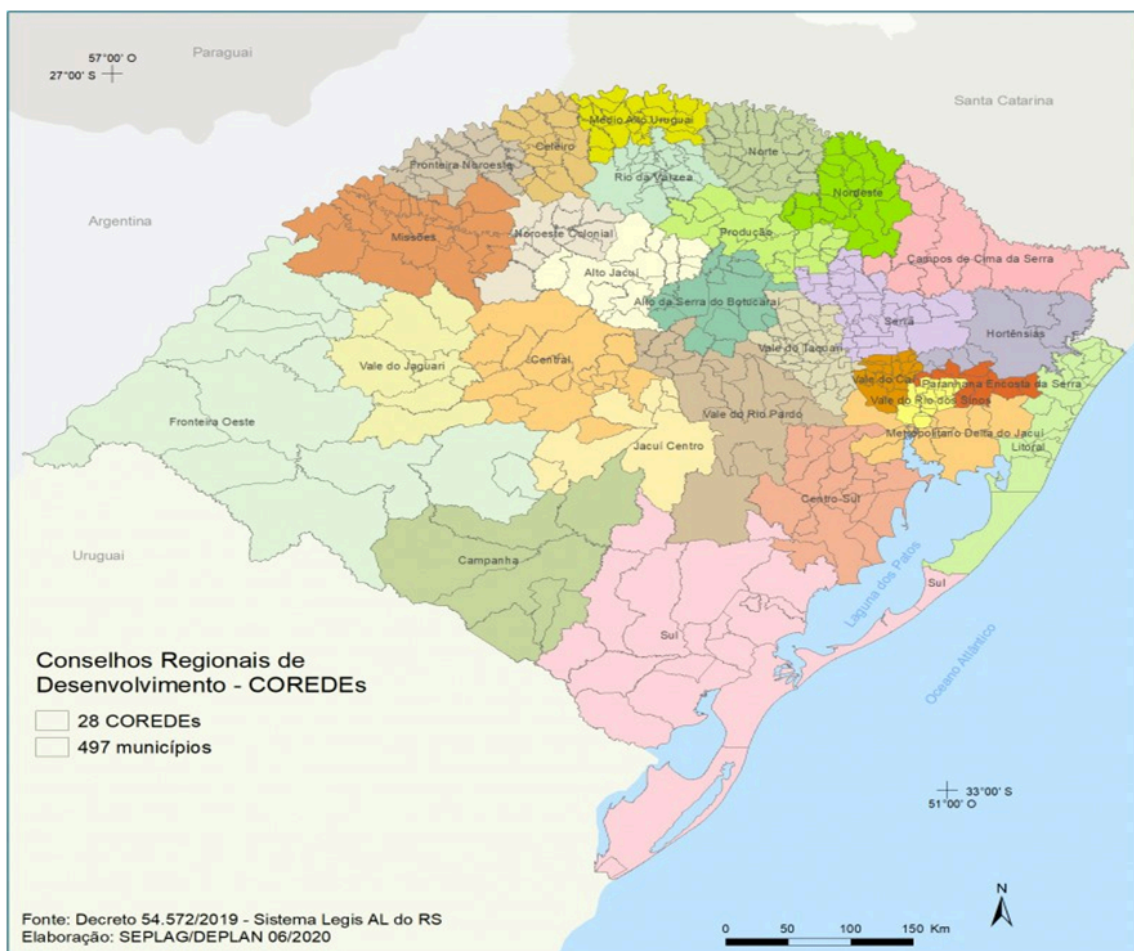 Paraguai
57°00' O
27°00' S
Santa Catarina
Argentina
Uruguai
Médio Alto Uruguai
Celeiro
Norte
Fronteira Noroeste
Rio da Várzea
Nordeste
Missões
Noroeste Colonial
Produção
Campos de Cima da Serra
Alto Jacuí
Alto da Serra do Botucaraí
Serra
Hortênsias
Vale do Taquari
Central
Vale do Jaguari
Vale do Caí
Paranhana Encosta da Serra
Vale do Rio dos Sinos
Vale do Rio Pardo
Fronteira Oeste
Metropolitano Delta do Jacuí
Jacuí Centro
Litoral
Centro-Sul
Campanha
Laguna dos Patos
Sul
Sul
Oceano Atlântico
Conselhos Regionais de
Desenvolvimento - COREDEs
28 COREDEs
497 municípios
33°00' S
51°00' O
N
Fonte: Decreto 54.572/2019 - Sistema Legis AL do RS
Elaboração: SEPLAG/DEPLAN 06/2020
0 50 100 150 Km